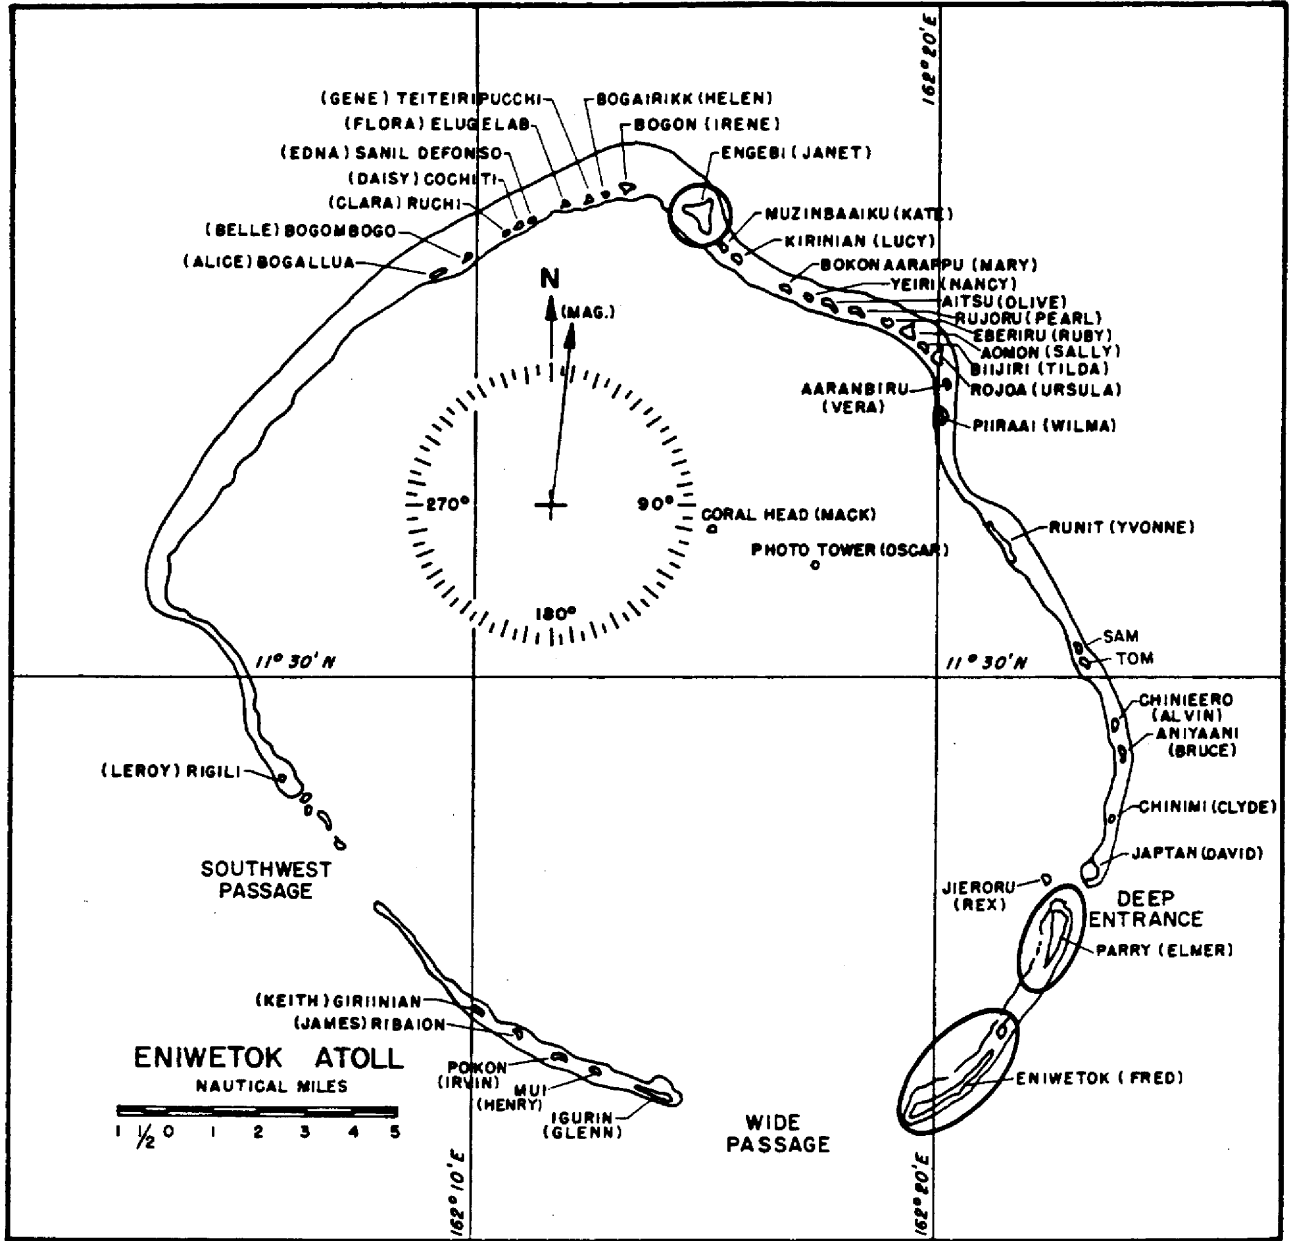 162° 20'E
(GENE) TEITEIRIPUCCHI
BOGAIRIKK (HELEN)
(FLORA) ELUGELAB
BOGON (IRENE)
(EDNA) SANIL DEFONSO
ENGEBI (JANET)
(DAISY) COCHITI
(CLARA) RUCHI
MUZINBAAIKU (KATE)
(BELLE) BOGOMBOGO
KIRINIAN (LUCY)
(ALICE) BOGALLUA
BOKONAARAPPU (MARY)
YEIRI (NANCY)
AITSU (OLIVE)
RUJORU (PEARL)
EBERIRU (RUBY)
AOMON (SALLY)
BIIJIRI (TILDA)
ROJOA (URSULA)
AARANBIRU
(VERA)
PIIRAAI (WILMA)
N
(MAG.)
270°
90°
180°
CORAL HEAD (MACK)
PHOTO TOWER (OSCAR)
RUNIT (YVONNE)
SAM
TOM
11° 30' N
11° 30' N
CHINIEERO
(ALVIN)
ANIYAANI
(BRUCE)
(LEROY) RIGILI
CHINIMI (CLYDE)
JAPTAN (DAVID)
SOUTHWEST
PASSAGE
JIERORU
(REX)
DEEP
ENTRANCE
PARRY (ELMER)
(KEITH) GIRIINIAN
(JAMES) RIBAION
POKON
(IRVIN)
MUI
(HENRY)
IGURIN
(GLENN)
ENIWETOK (FRED)
WIDE
PASSAGE
ENIWETOK ATOLL
NAUTICAL MILES
1 1/2 0 1 2 3 4 5
162° 10'E
162° 20'E